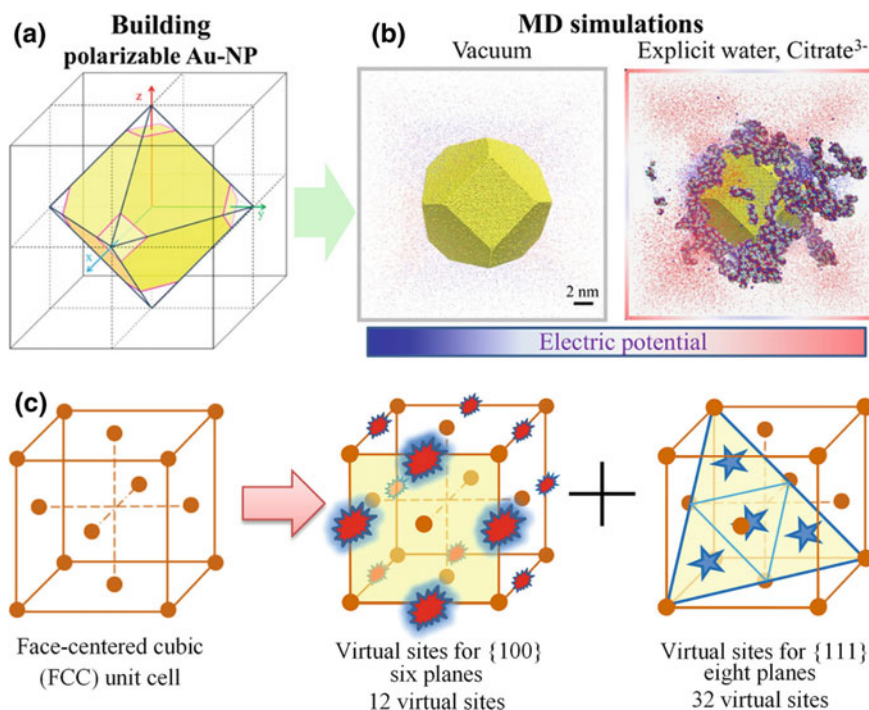 (a)
Building
polarizable Au-NP
z
y
x
(b)
MD simulations
Vacuum
Explicit water, Citrate³⁻
2 nm
Electric potential
(c)
Face-centered cubic
(FCC) unit cell
Virtual sites for {100}
six planes
12 virtual sites
+
Virtual sites for {111}
eight planes
32 virtual sites